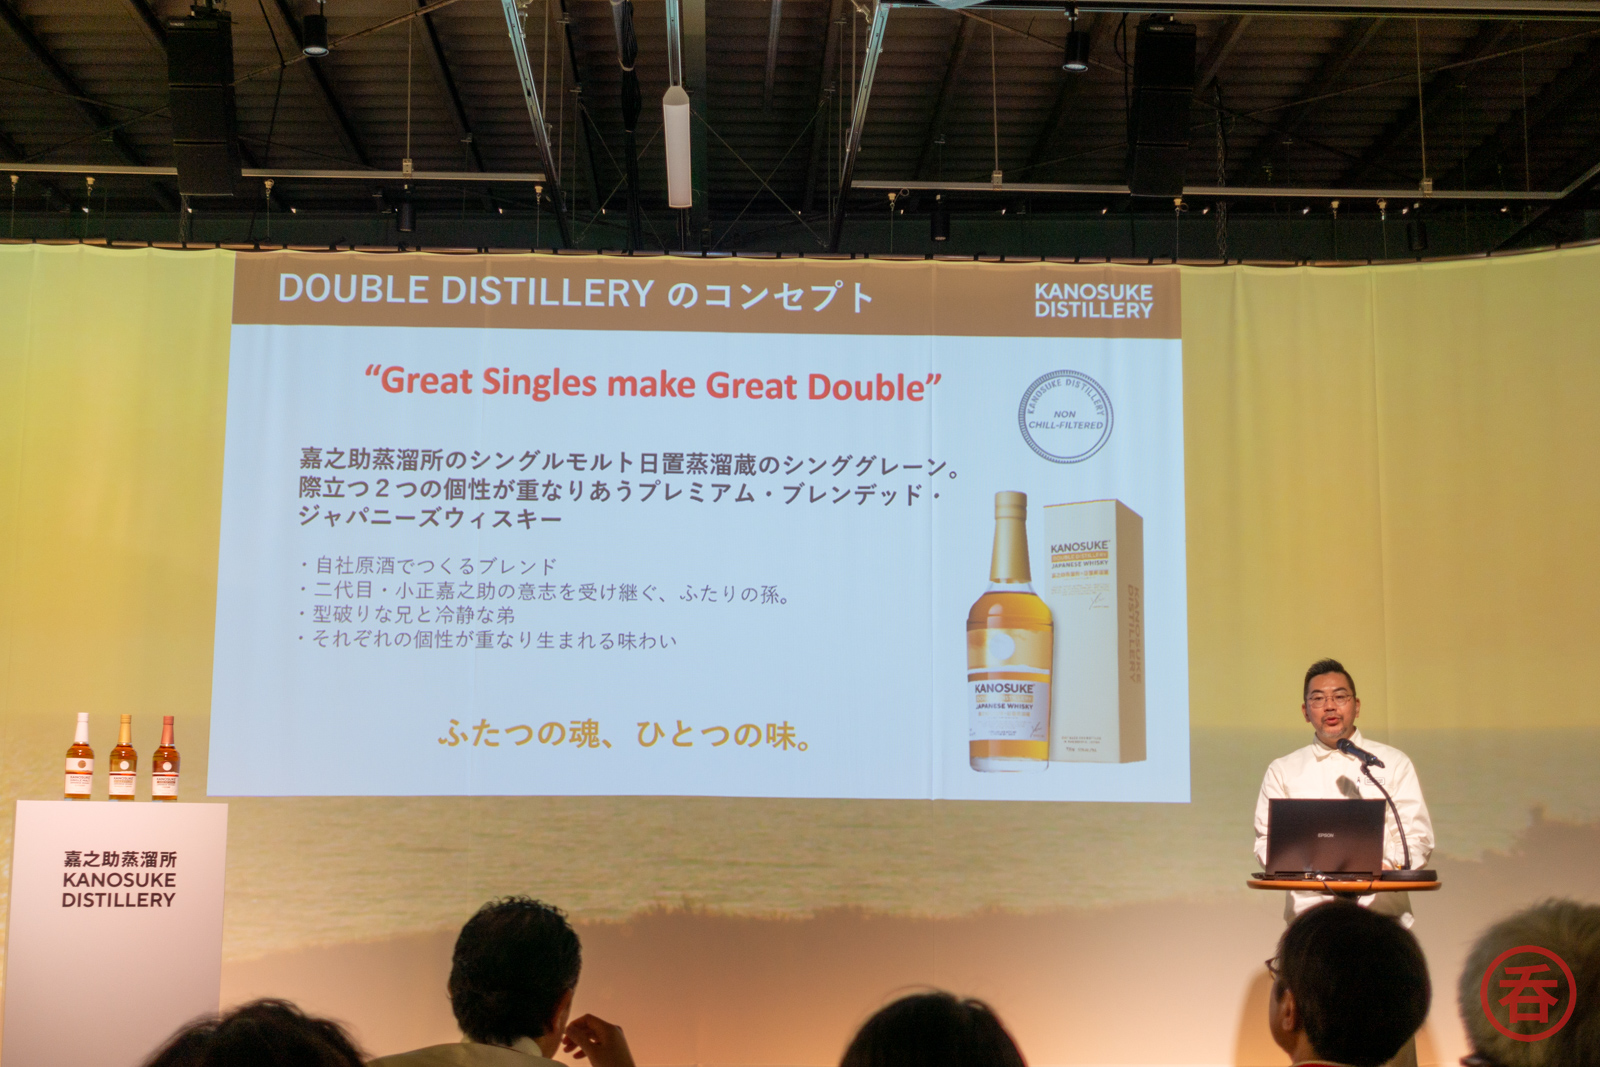 DOUBLE DISTILLERY のコンセプト
KANOSUKE
DISTILLERY
“Great Singles make Great Double”
KANOSUKE DISTILLERY
NON
CHILL-FILTERED
嘉之助蒸溜所のシングルモルト日置蒸溜蔵のシンググレーン。
際立つ２つの個性が重なりあうプレミアム・ブレンデッド・
ジャパニーズウィスキー
・自社原酒でつくるブレンド
・二代目・小正嘉之助の意志を受け継ぐ、ふたりの孫。
・型破りな兄と冷静な弟
・それぞれの個性が重なり生まれる味わい
ふたつの魂、ひとつの味。
KANOSUKE
DOUBLE DISTILLERY
JAPANESE WHISKY
KANOSUKE
DISTILLERY
KANOSUKE
JAPANESE WHISKY
嘉之助蒸溜所
KANOSUKE
DISTILLERY
EPSON
呑